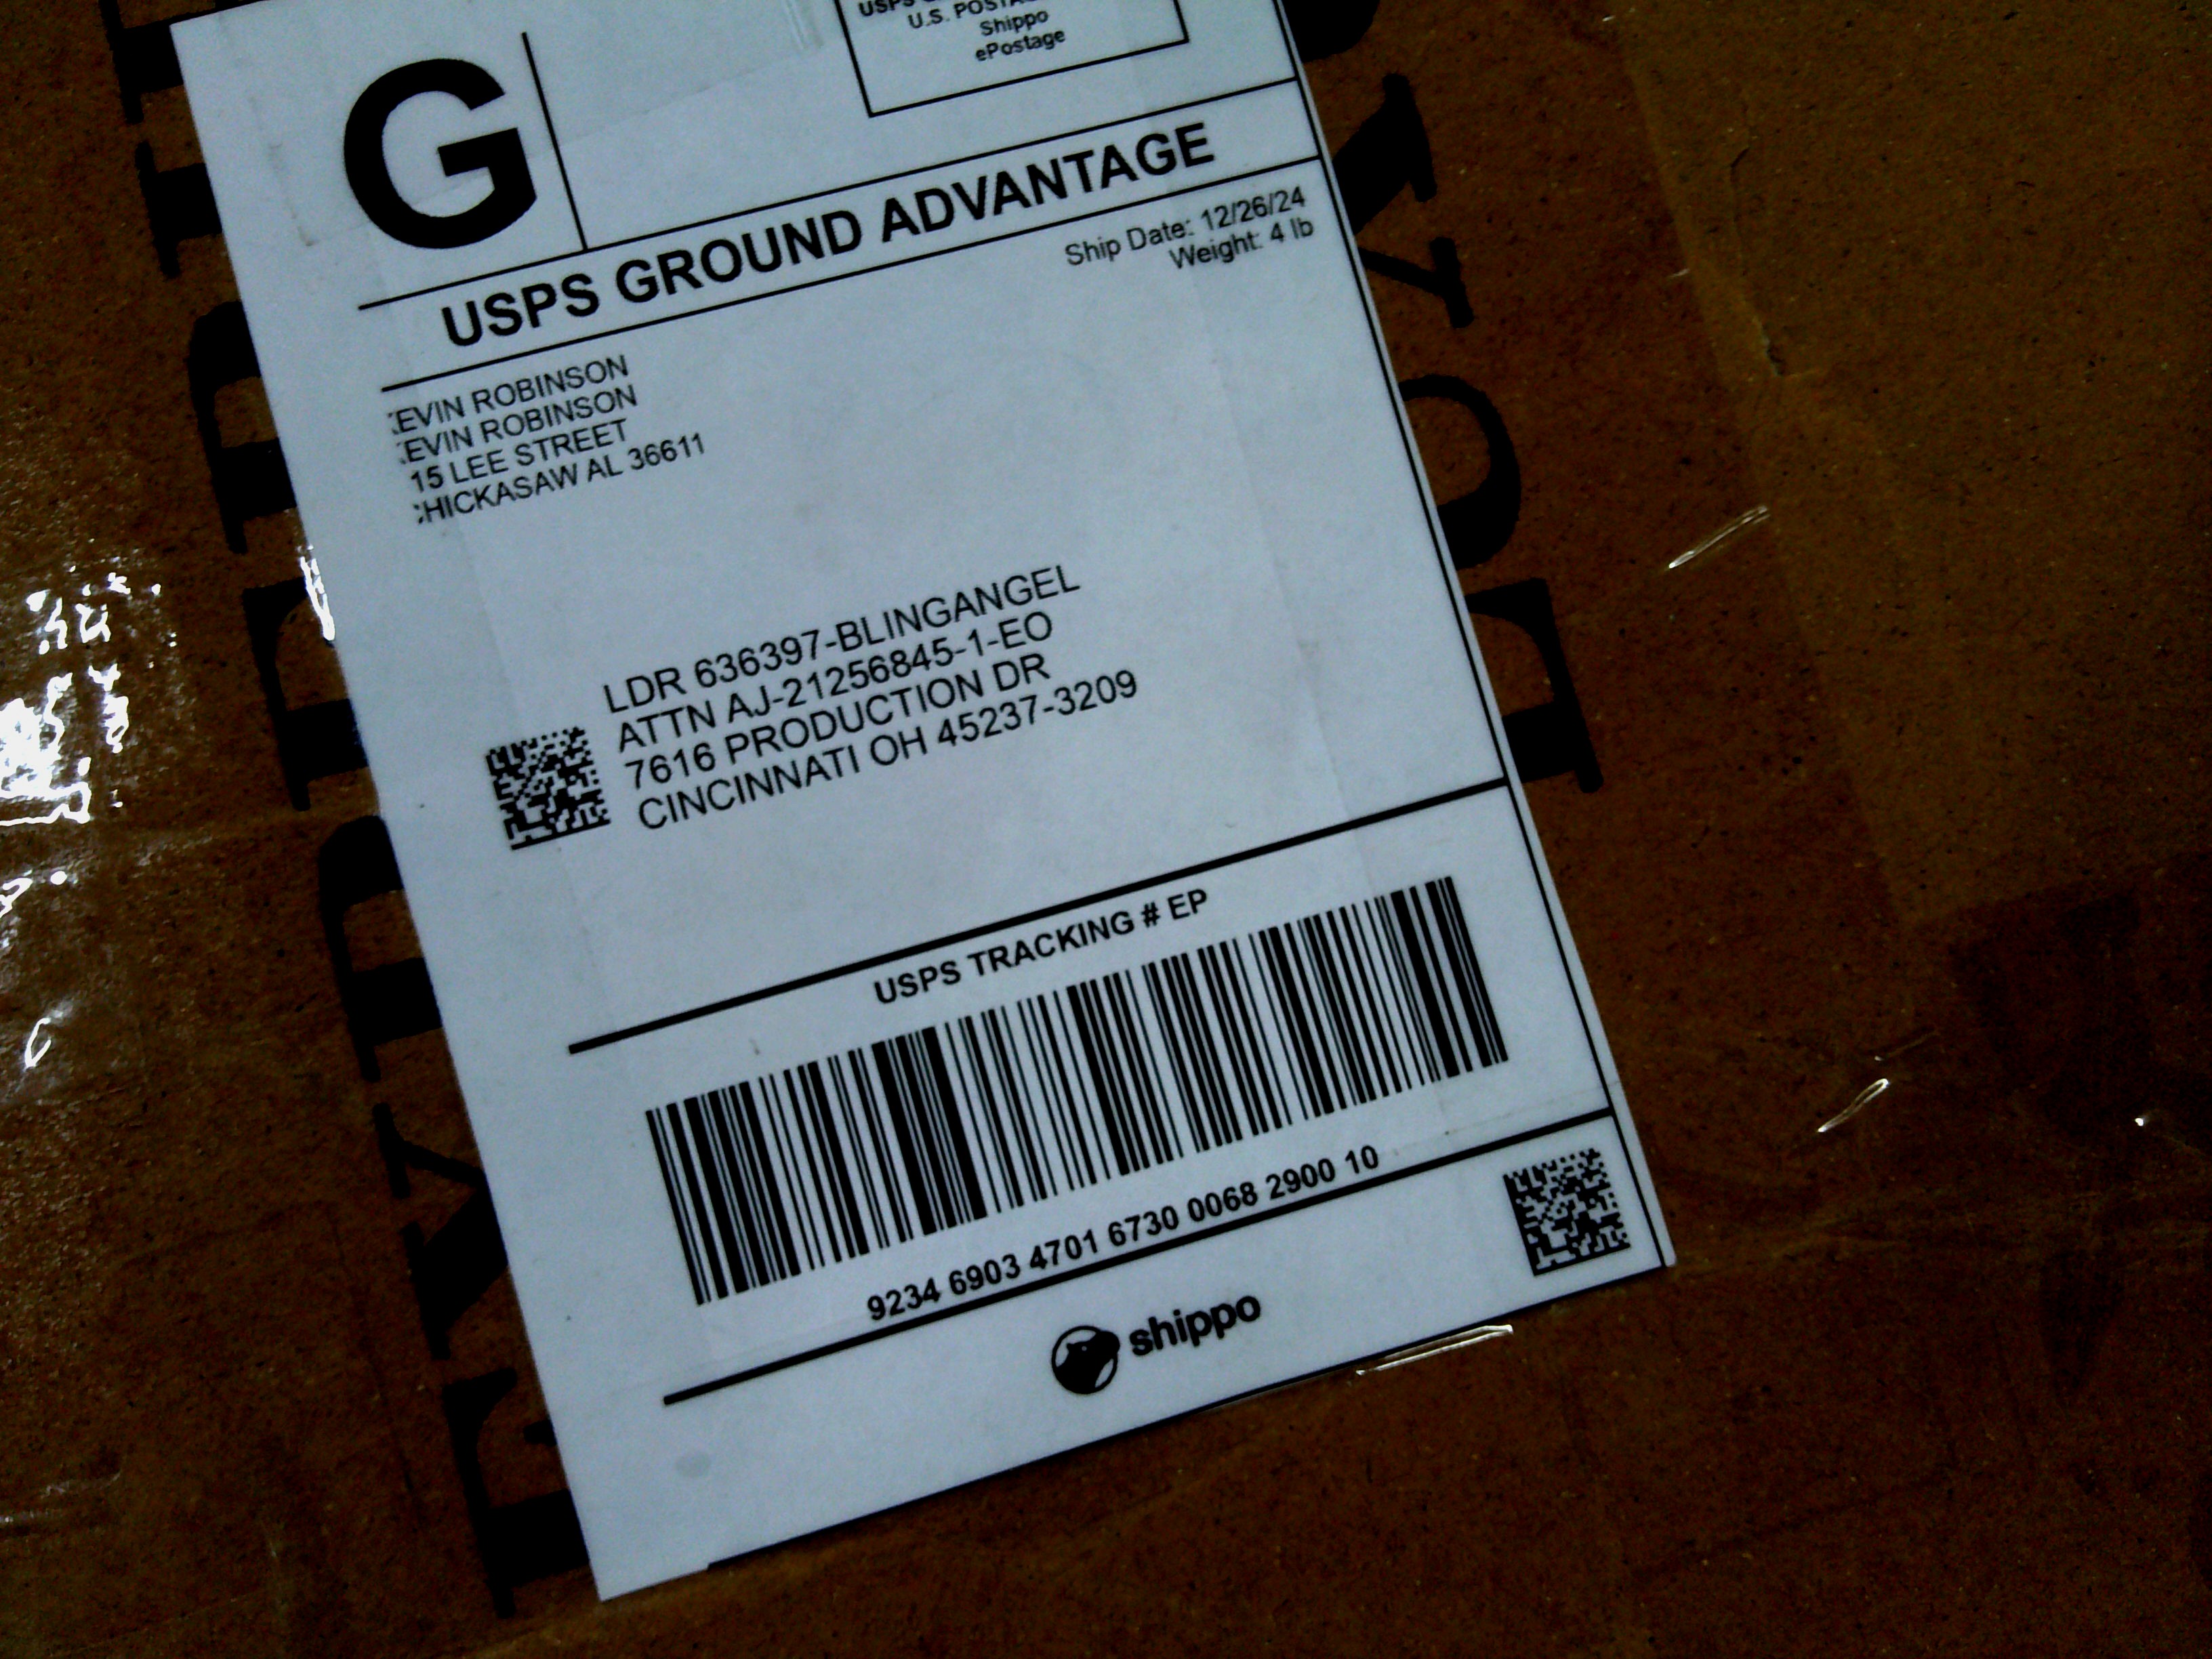 G
U.S.
Shippo
ePostage
USPS GROUND ADVANTAGE
Ship Date: 12/26/24
Weight: 4 lb
KEVIN ROBINSON
KEVIN ROBINSON
15 LEE STREET
CHICKASAW AL 36611
LDR 636397-BLINGANGEL
ATTN AJ-21256845-1-EO
7616 PRODUCTION DR
CINCINNATI OH 45237-3209
USPS TRACKING # EP
9234 6903 4701 6730 0068 2900 10
shippo